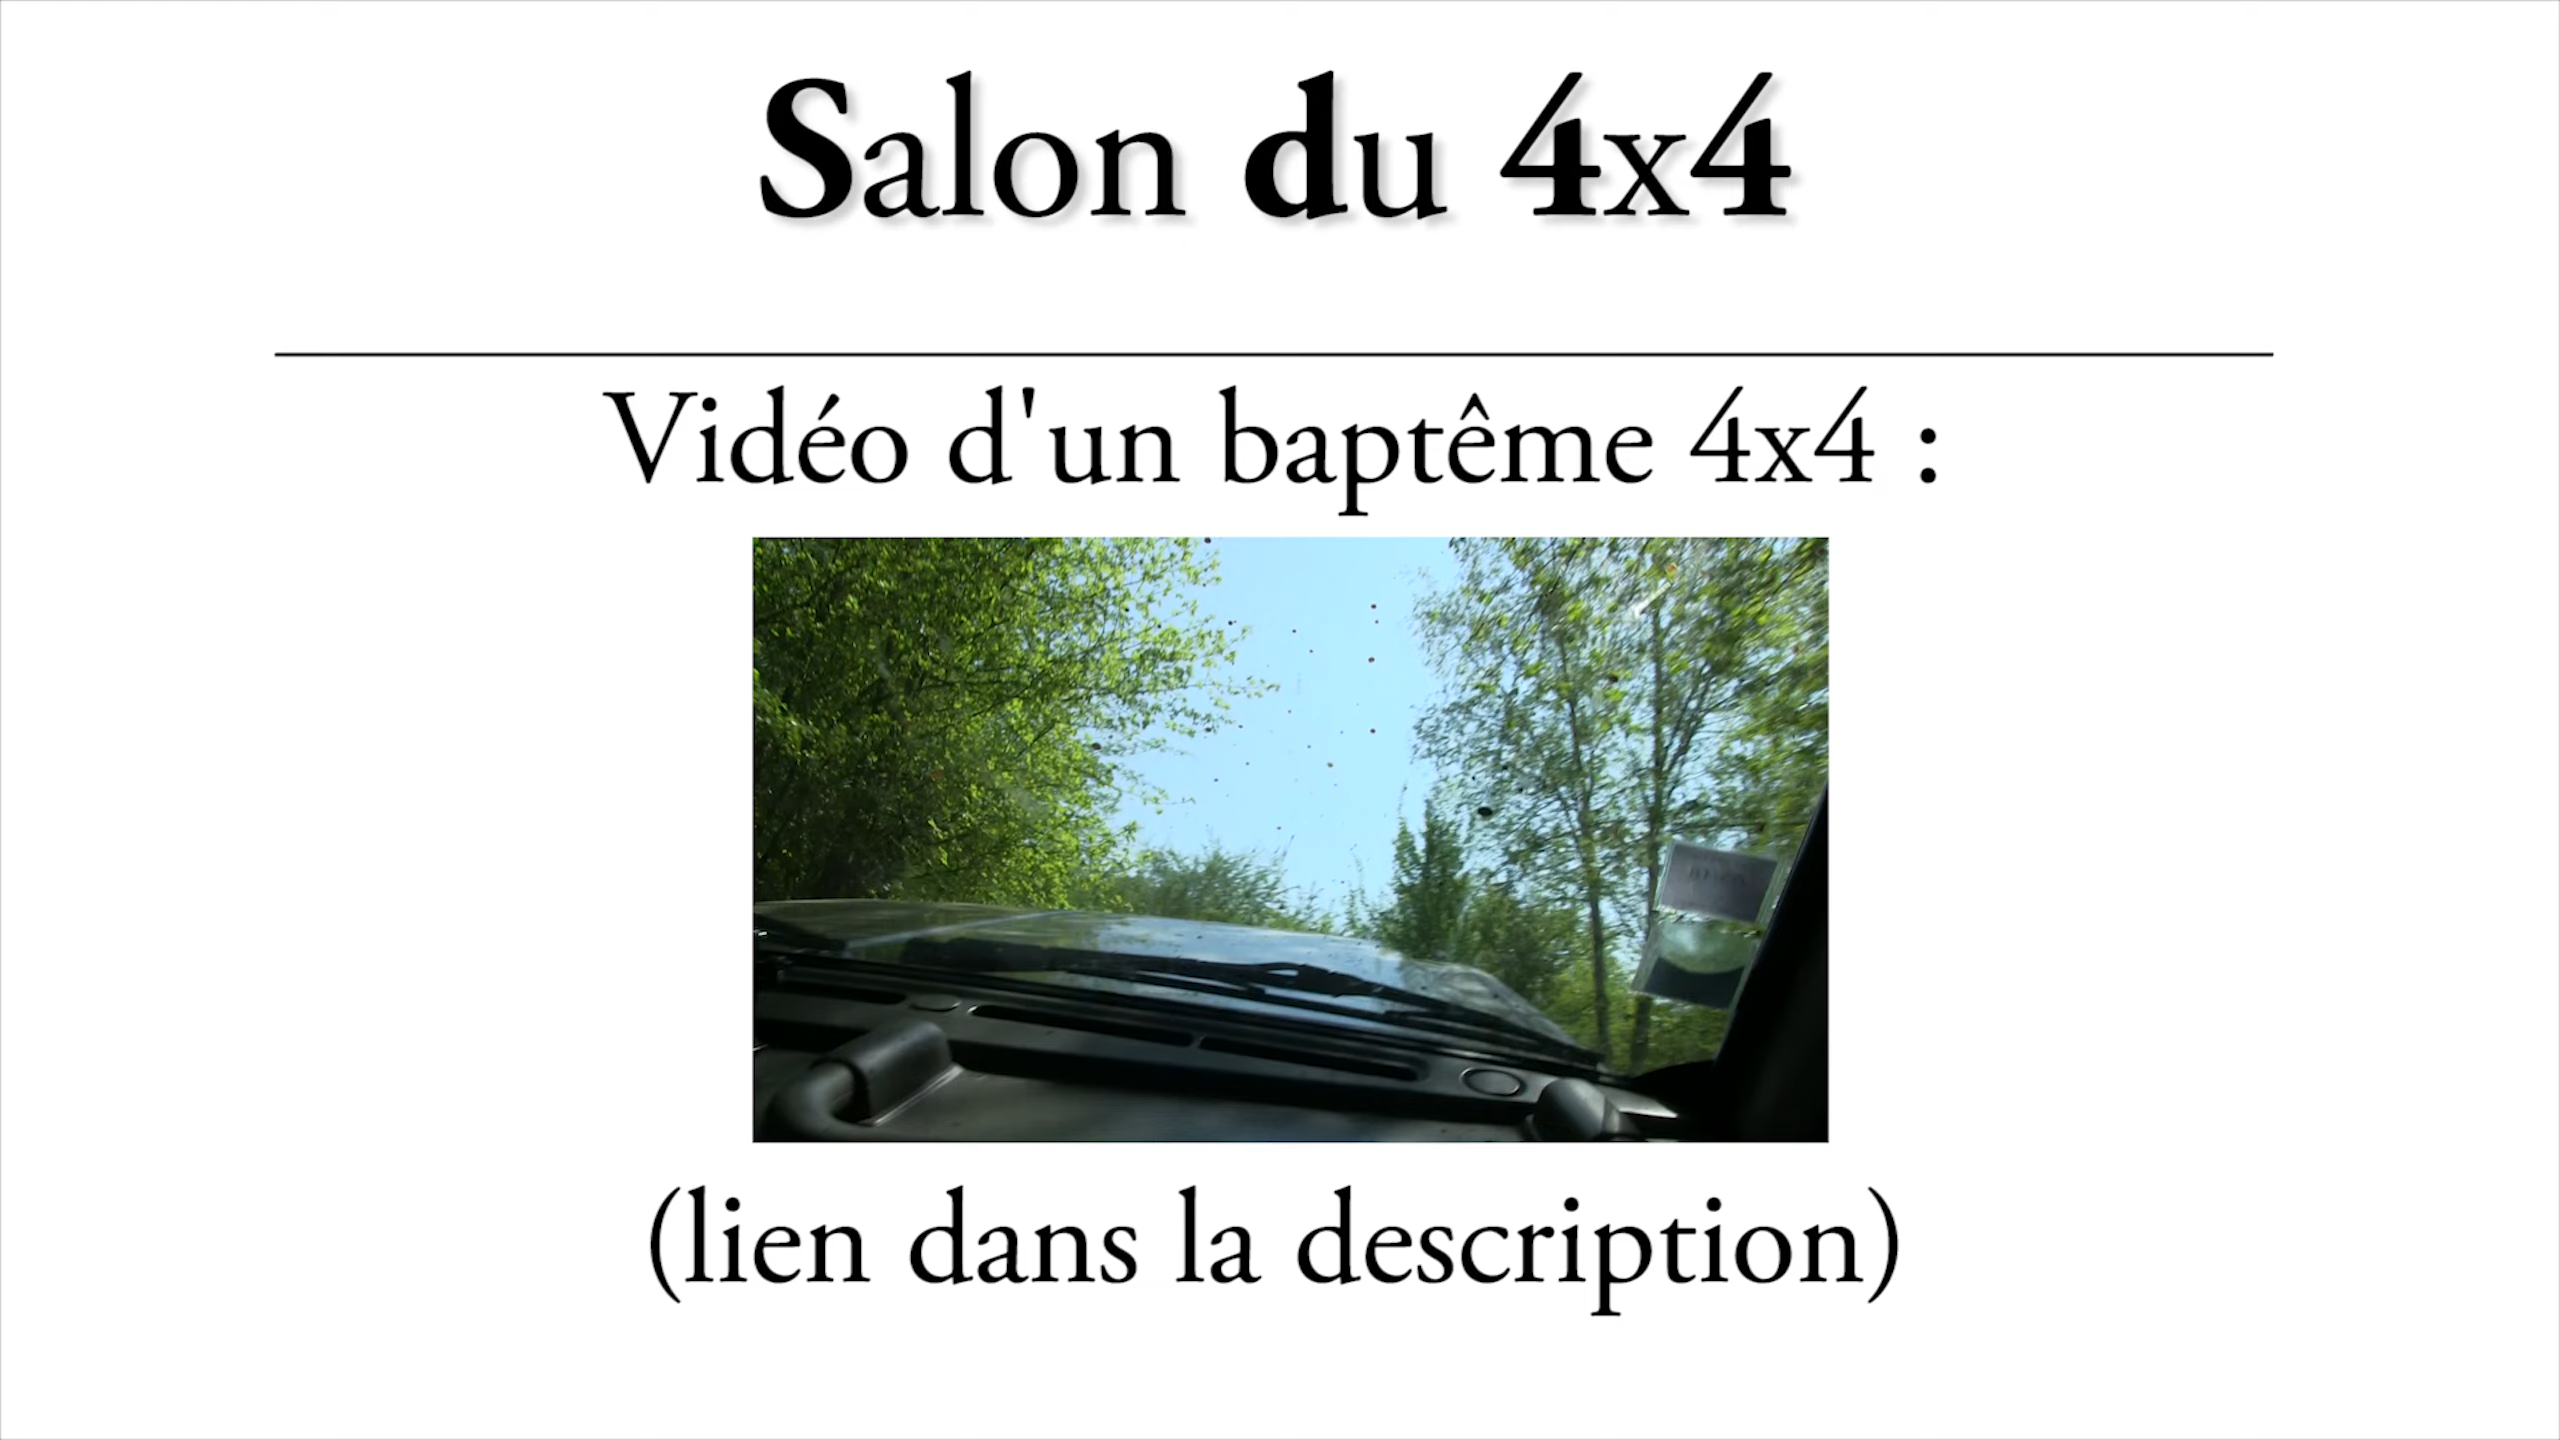 Salon du 4x4
Vidéo d'un baptême 4x4 :
(lien dans la description)